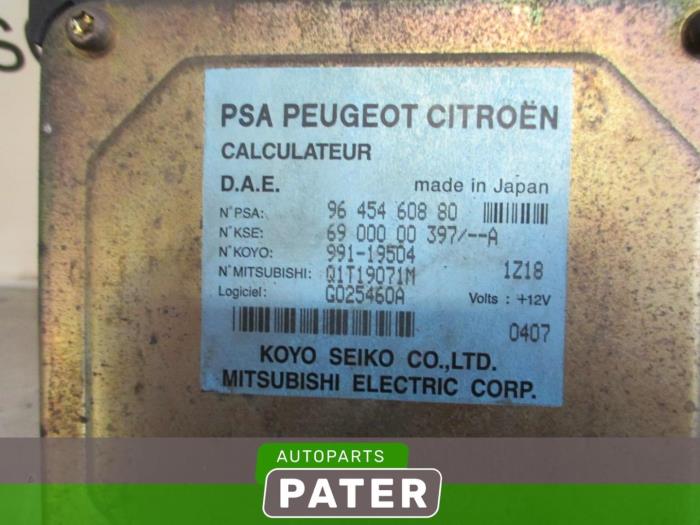 PSA PEUGEOT CITROËN
CALCULATEUR
D.A.E. made in Japan
N°PSA: 96 454 608 80
N°KSE: 69 000 00 397/--A
N°KOYO: 991-19504
N°MITSUBISHI: Q1T19071M 1Z18
Logiciel: G025460A Volts : +12V
0407
KOYO SEIKO CO.,LTD.
MITSUBISHI ELECTRIC CORP.
AUTOPARTS
PATER